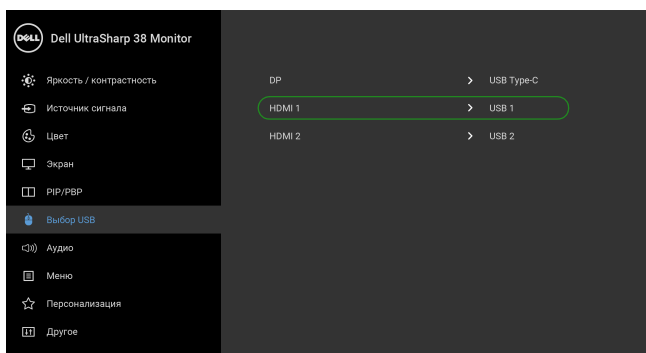 DELL Dell UltraSharp 38 Monitor
Яркость / контрастность
Источник сигнала
Цвет
Экран
PIP/PBP
Выбор USB
Аудио
Меню
Персонализация
Другое
DP > USB Type-C
HDMI 1 > USB 1
HDMI 2 > USB 2